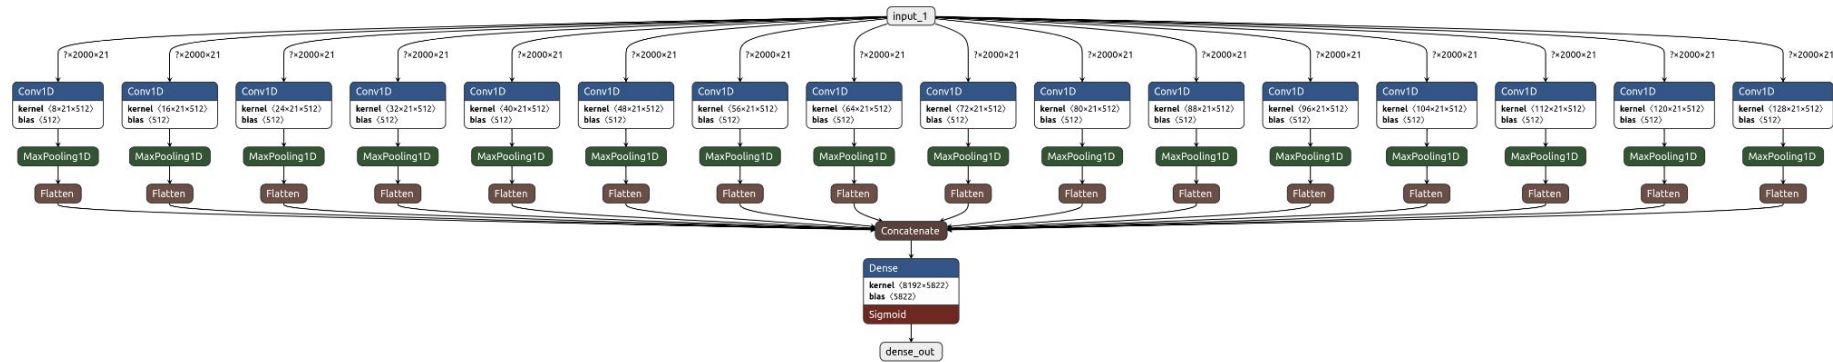 input_1
?×2000×21 ?×2000×21 ?×2000×21 ?×2000×21 ?×2000×21 ?×2000×21 ?×2000×21 ?×2000×21 ?×2000×21 ?×2000×21 ?×2000×21 ?×2000×21 ?×2000×21 ?×2000×21 ?×2000×21 ?×2000×21
Conv1D Conv1D Conv1D Conv1D Conv1D Conv1D Conv1D Conv1D Conv1D Conv1D Conv1D Conv1D Conv1D Conv1D Conv1D Conv1D
kernel 〈8×21×512〉 kernel 〈16×21×512〉 kernel 〈24×21×512〉 kernel 〈32×21×512〉 kernel 〈40×21×512〉 kernel 〈48×21×512〉 kernel 〈56×21×512〉 kernel 〈64×21×512〉 kernel 〈72×21×512〉 kernel 〈80×21×512〉 kernel 〈88×21×512〉 kernel 〈96×21×512〉 kernel 〈104×21×512〉 kernel 〈112×21×512〉 kernel 〈120×21×512〉 kernel 〈128×21×512〉
bias 〈512〉 bias 〈512〉 bias 〈512〉 bias 〈512〉 bias 〈512〉 bias 〈512〉 bias 〈512〉 bias 〈512〉 bias 〈512〉 bias 〈512〉 bias 〈512〉 bias 〈512〉 bias 〈512〉 bias 〈512〉 bias 〈512〉 bias 〈512〉
MaxPooling1D MaxPooling1D MaxPooling1D MaxPooling1D MaxPooling1D MaxPooling1D MaxPooling1D MaxPooling1D MaxPooling1D MaxPooling1D MaxPooling1D MaxPooling1D MaxPooling1D MaxPooling1D MaxPooling1D MaxPooling1D
Flatten Flatten Flatten Flatten Flatten Flatten Flatten Flatten Flatten Flatten Flatten Flatten Flatten Flatten Flatten Flatten
Concatenate
Dense
kernel 〈8192×5822〉
bias 〈5822〉
Sigmoid
dense_out